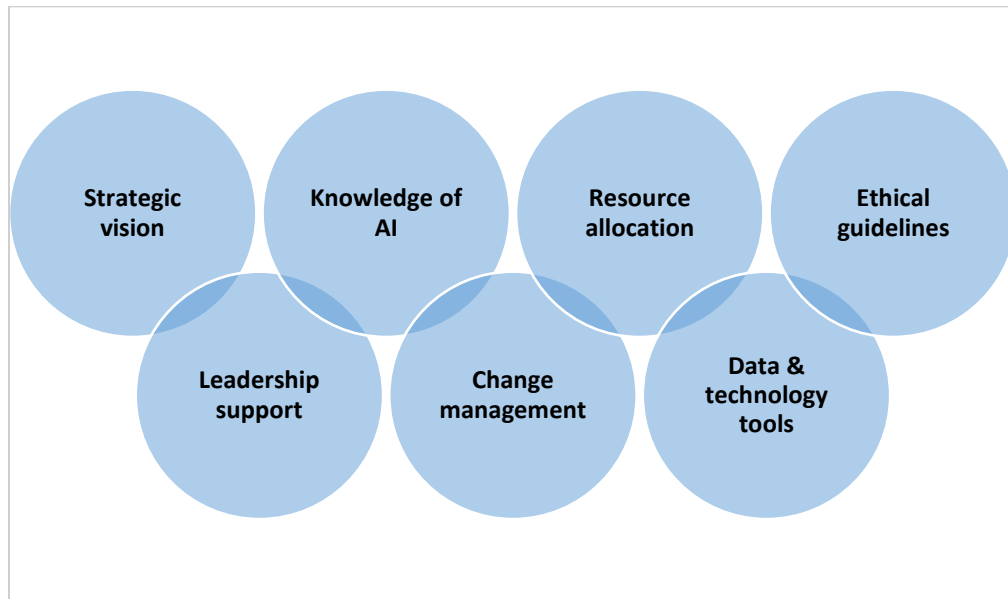 Strategic
vision
Knowledge of
AI
Resource
allocation
Ethical
guidelines
Leadership
support
Change
management
Data &
technology
tools